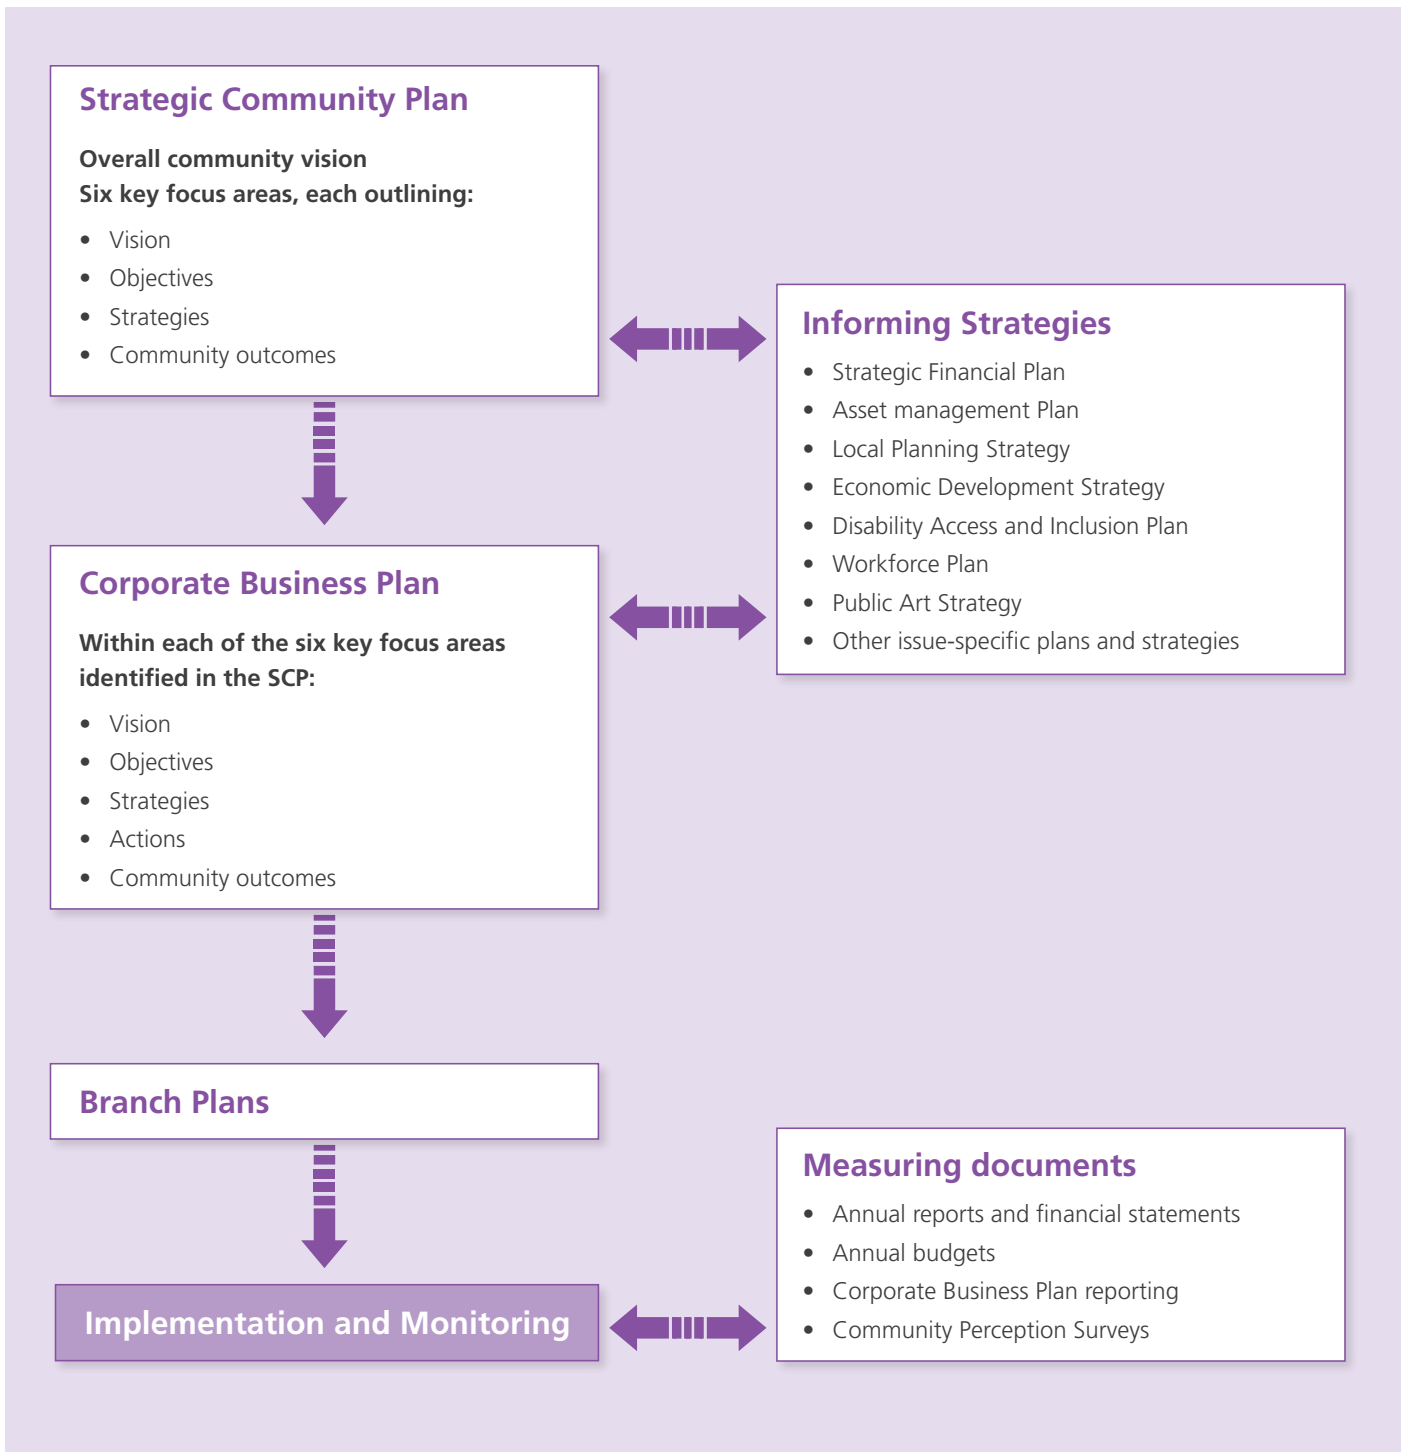 Strategic Community Plan
Overall community vision
Six key focus areas, each outlining:
• Vision
• Objectives
• Strategies
• Community outcomes
Informing Strategies
• Strategic Financial Plan
• Asset management Plan
• Local Planning Strategy
• Economic Development Strategy
• Disability Access and Inclusion Plan
• Workforce Plan
• Public Art Strategy
• Other issue-specific plans and strategies
Corporate Business Plan
Within each of the six key focus areas
identified in the SCP:
• Vision
• Objectives
• Strategies
• Actions
• Community outcomes
Branch Plans
Implementation and Monitoring
Measuring documents
• Annual reports and financial statements
• Annual budgets
• Corporate Business Plan reporting
• Community Perception Surveys